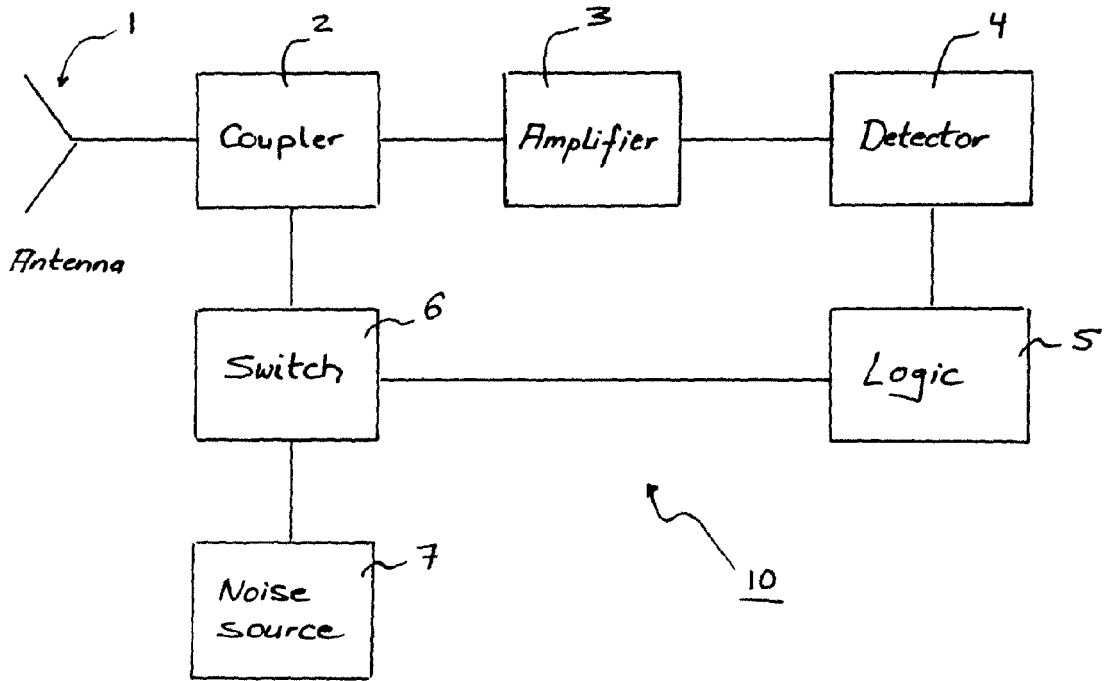 1
2
3
4
Coupler
Amplifier
Detector
Antenna
6
5
Switch
Logic
7
10
Noise
source